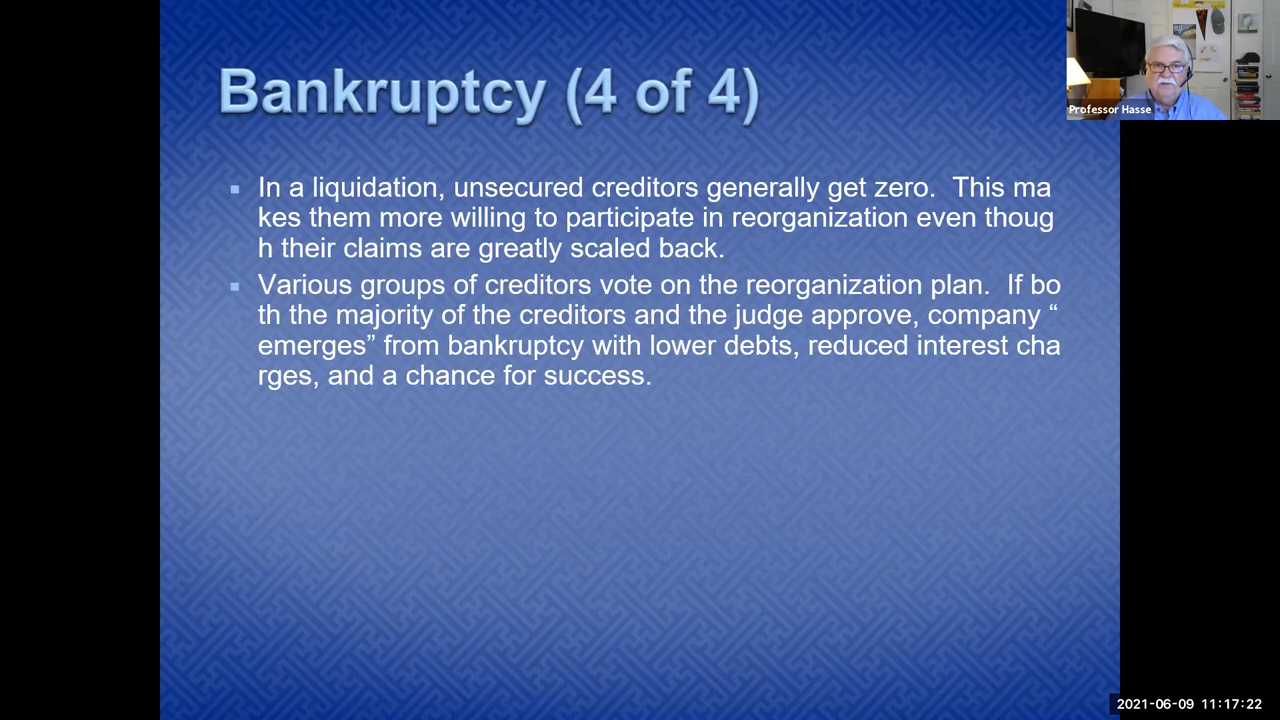 Bankruptcy (4 of 4)
Professor Hasse
In a liquidation, unsecured creditors generally get zero.  This ma
kes them more willing to participate in reorganization even thoug
h their claims are greatly scaled back.
Various groups of creditors vote on the reorganization plan.  If bo
th the majority of the creditors and the judge approve, company “
emerges” from bankruptcy with lower debts, reduced interest cha
rges, and a chance for success.
2021-06-09 11:17:22